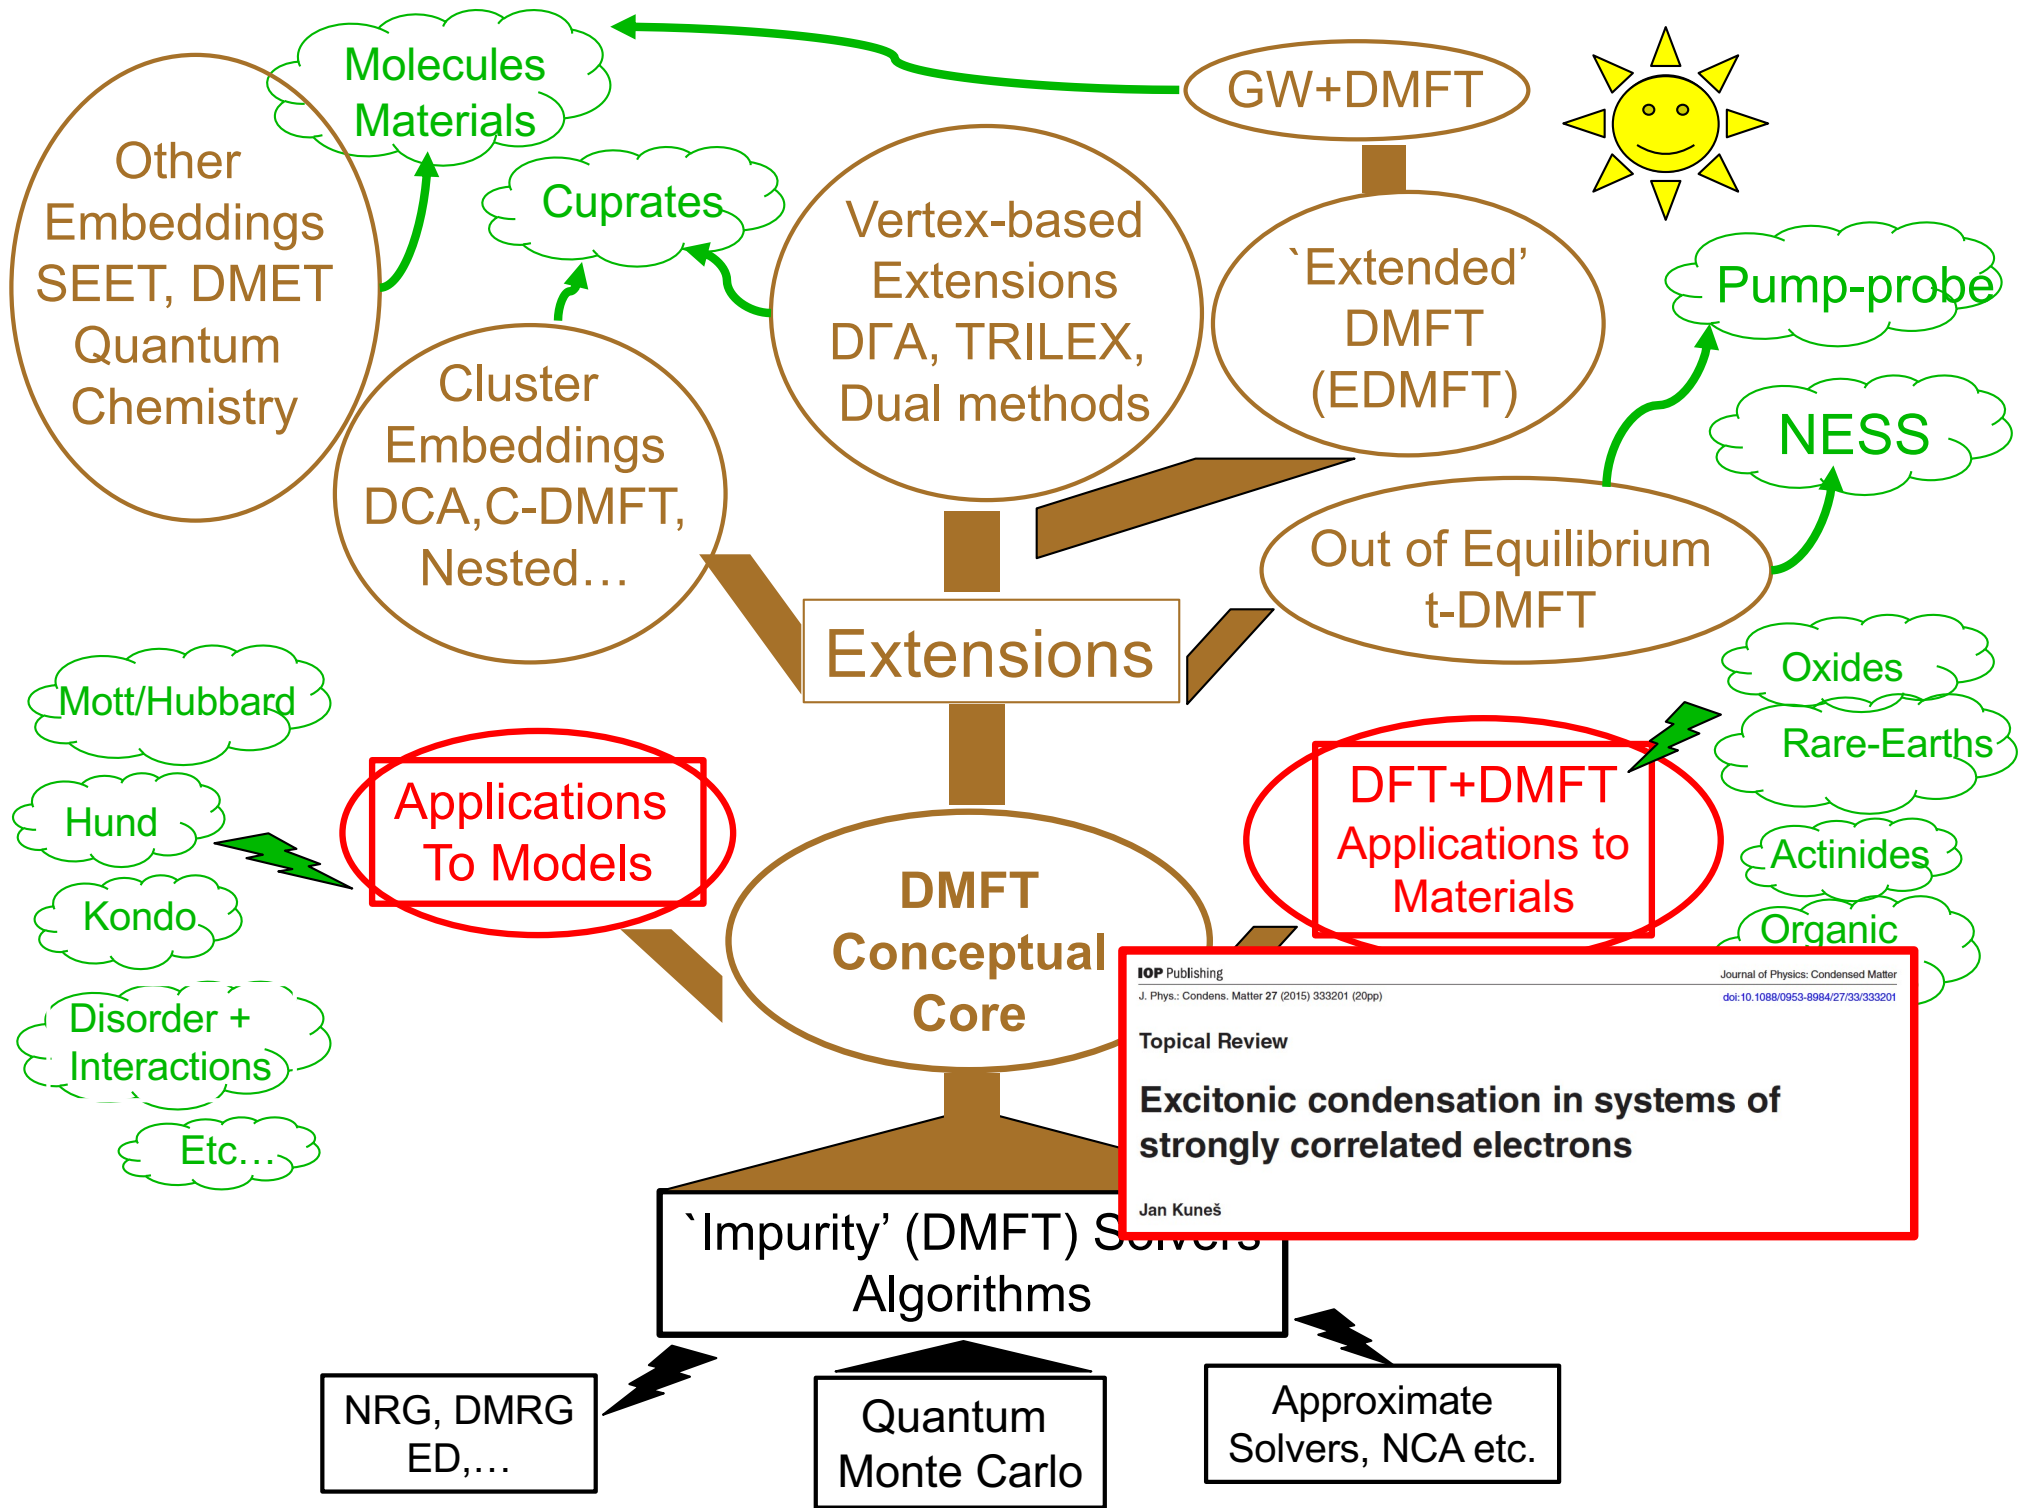 Molecules
Materials
GW+DMFT
Other
Embeddings
SEET, DMET
Quantum
Chemistry
Cuprates
Vertex-based
Extensions
DΓA, TRILEX,
Dual methods
`Extended’
DMFT
(EDMFT)
Pump-probe
NESS
Cluster
Embeddings
DCA,C-DMFT,
Nested…
Out of Equilibrium
t-DMFT
Extensions
Mott/Hubbard
Hund
Kondo
Disorder +
Interactions
Etc…
Applications
To Models
DMFT
Conceptual
Core
DFT+DMFT
Applications to
Materials
Oxides
Rare-Earths
Actinides
Organic
IOP Publishing
Journal of Physics: Condensed Matter
J. Phys.: Condens. Matter 27 (2015) 333201 (20pp)
doi:10.1088/0953-8984/27/33/333201
Topical Review
Excitonic condensation in systems of
strongly correlated electrons
Jan Kuneš
`Impurity’ (DMFT) Solvers
Algorithms
NRG, DMRG
ED,…
Quantum
Monte Carlo
Approximate
Solvers, NCA etc.